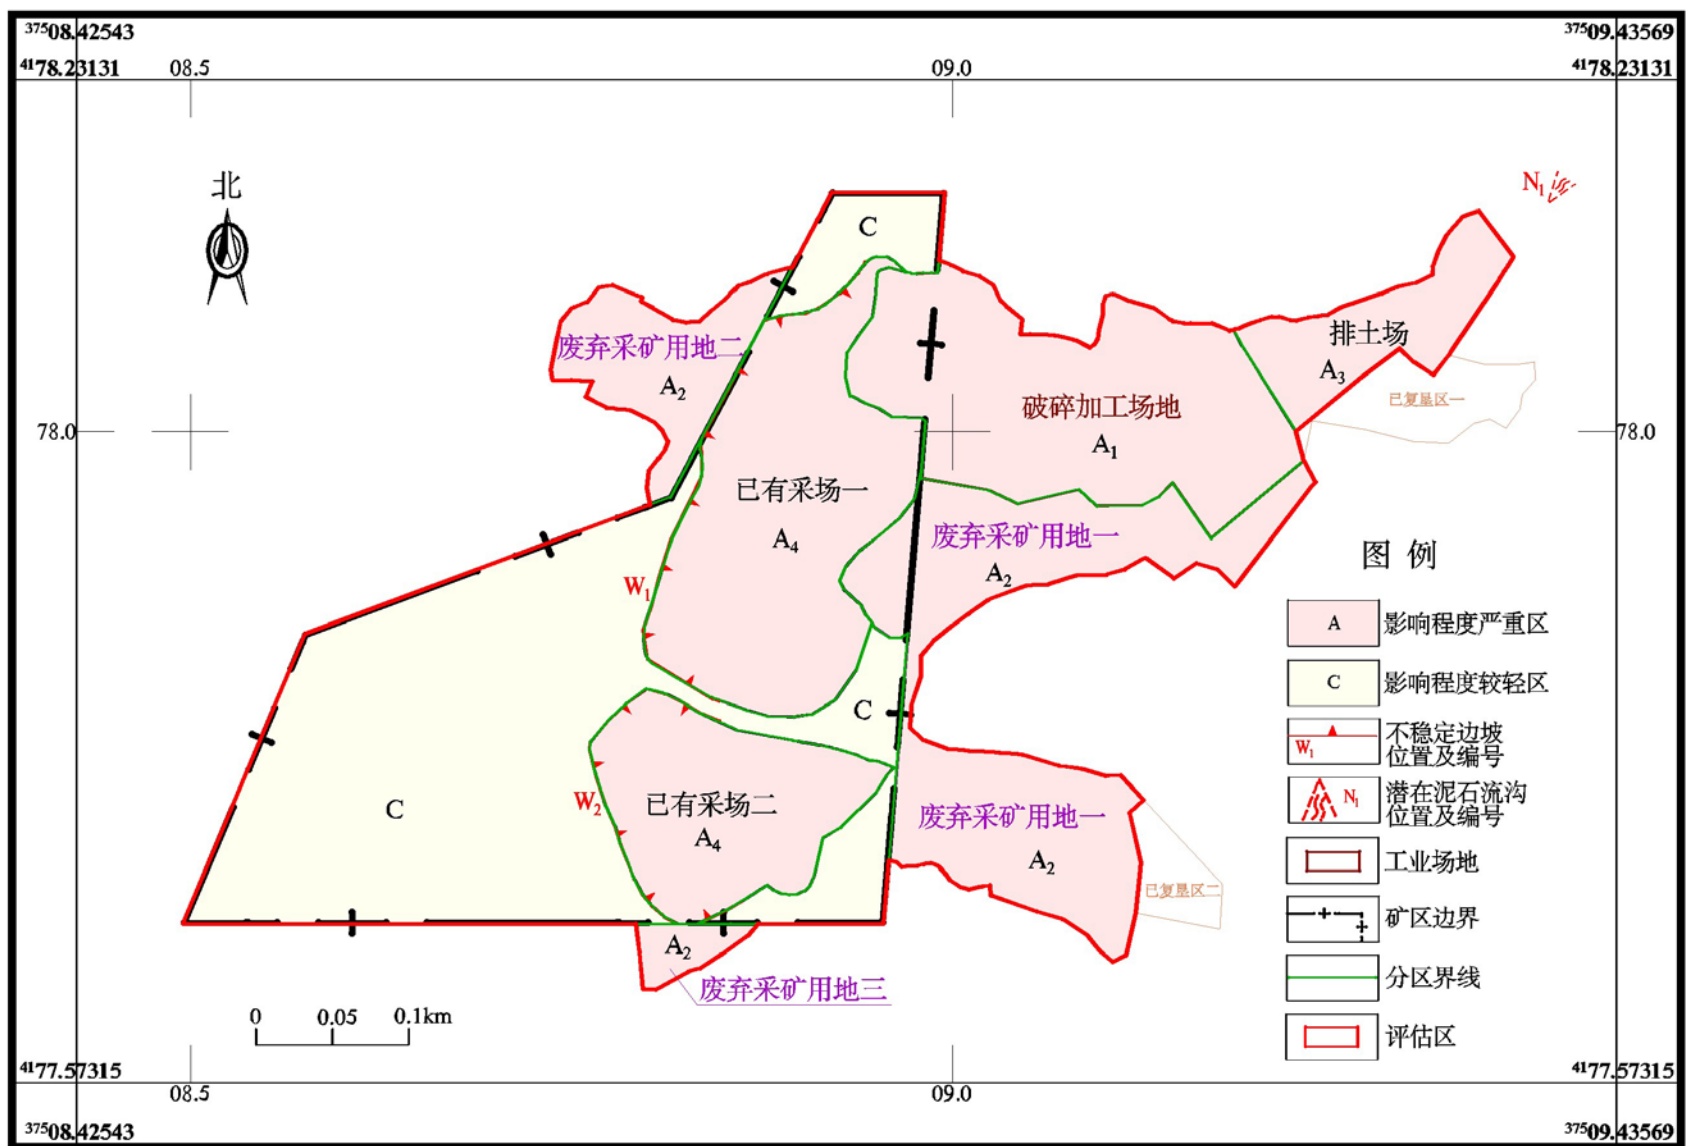 37508.42543
37509.43569
4178.23131
08.5
09.0
4178.23131
北
N1
C
排土场
A3
废弃采矿用地二
A2
已复垦区一
破碎加工场地
A1
78.0
78.0
已有采场一
A4
废弃采矿用地一
A2
W1
C
C
W2
已有采场二
A4
废弃采矿用地一
A2
已复垦区二
A2
废弃采矿用地三
图 例
A
影响程度严重区
C
影响程度较轻区
W1
不稳定边坡
位置及编号
N1
潜在泥石流沟
位置及编号
工业场地
矿区边界
分区界线
评估区
0
0.05
0.1km
4177.57315
08.5
09.0
4177.57315
37508.42543
37509.43569